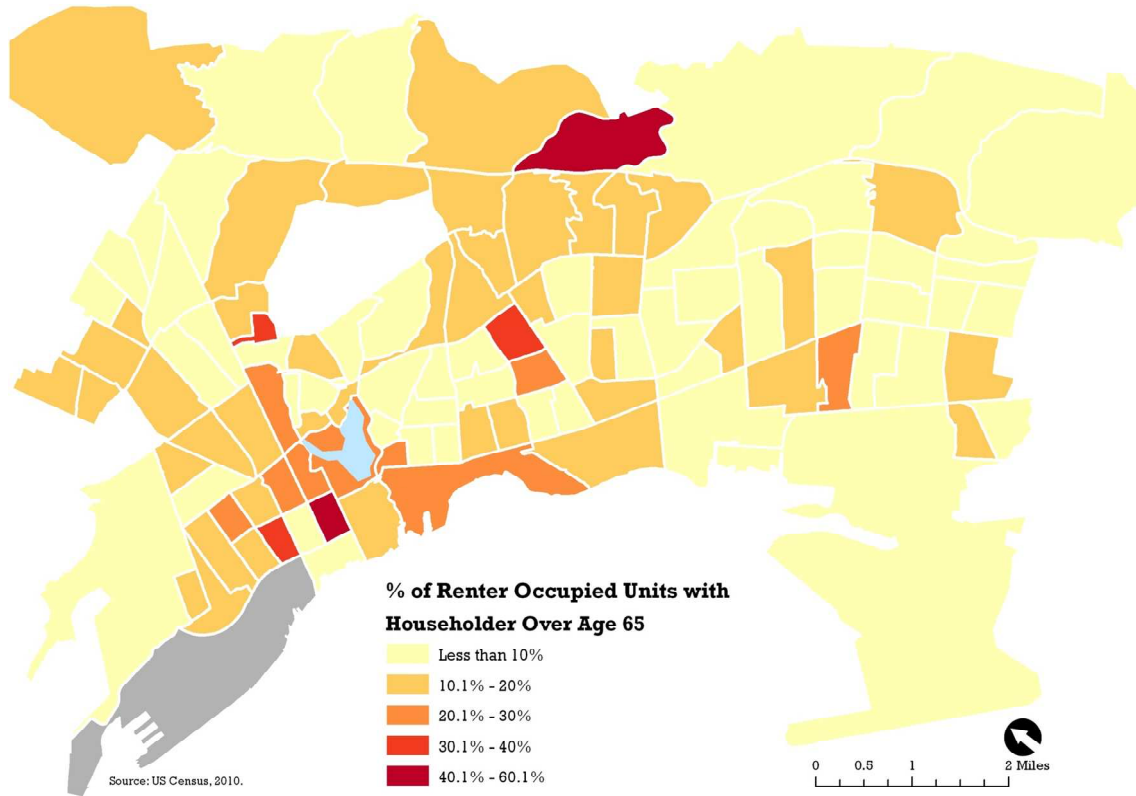 % of Renter Occupied Units with
Householder Over Age 65
Less than 10%
10.1% - 20%
20.1% - 30%
30.1% - 40%
40.1% - 60.1%
Source: US Census, 2010.
0 0.5 1 2 Miles